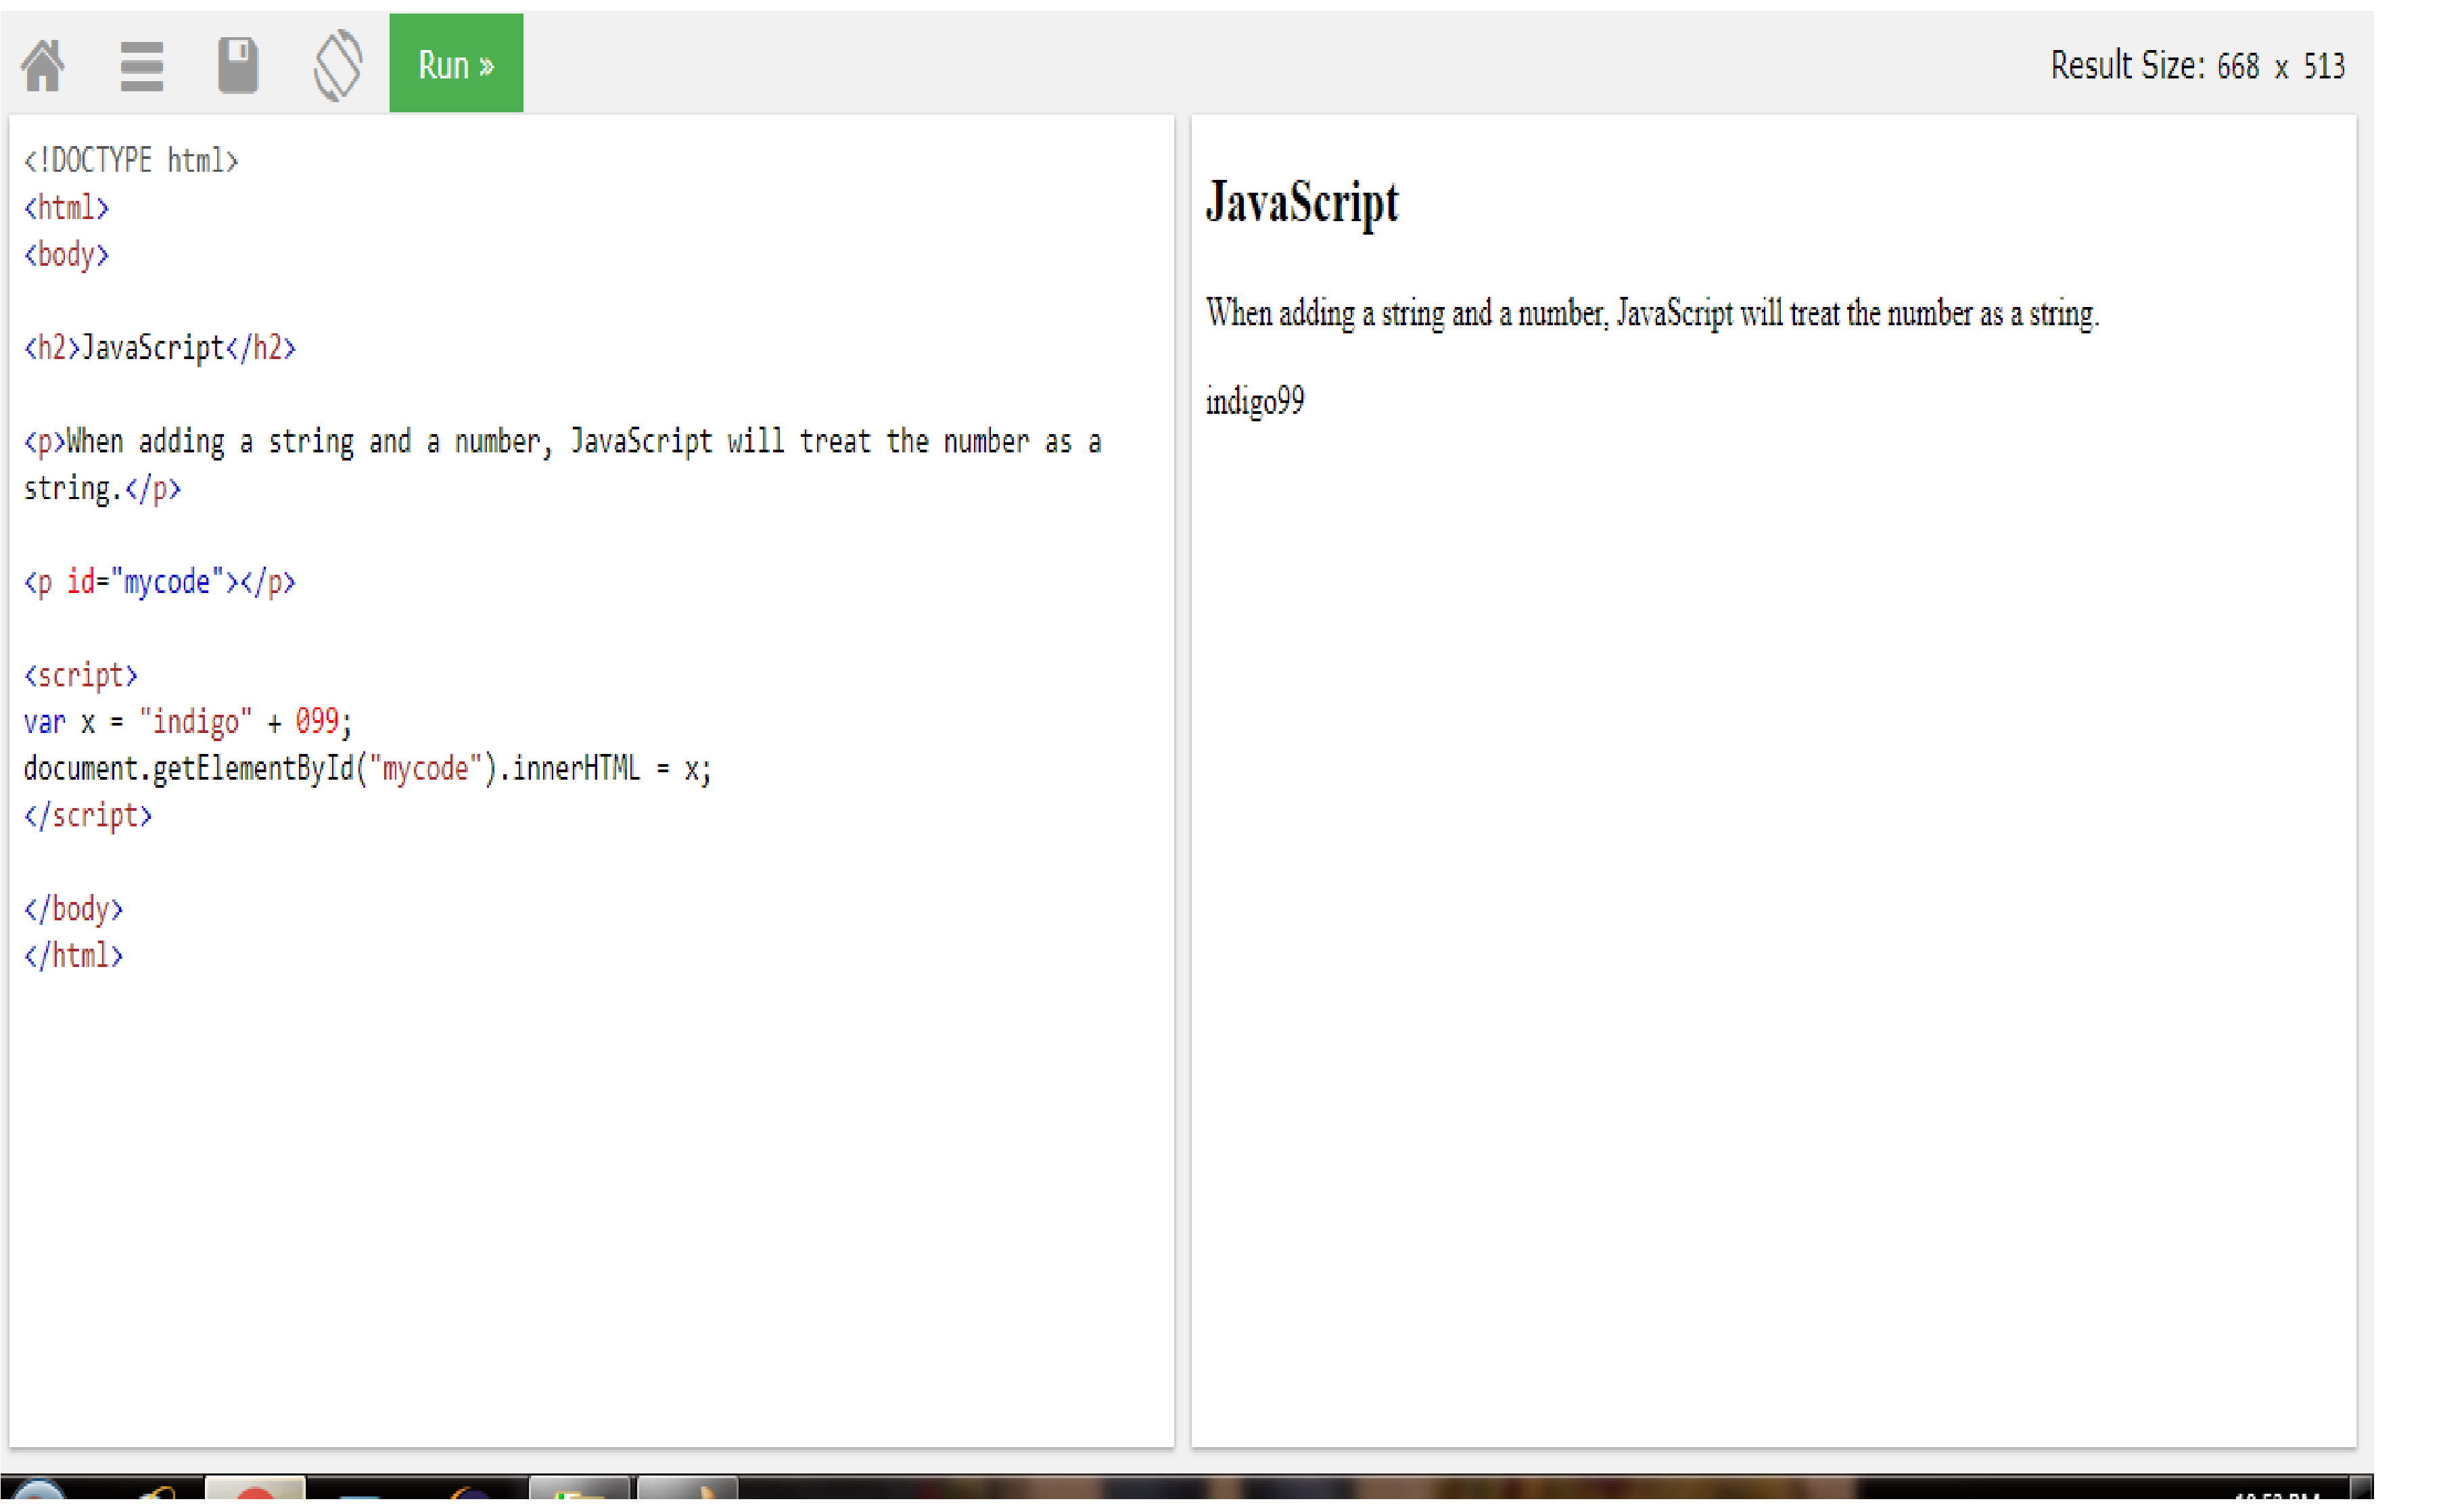 Run »
Result Size: 668 x 513
<!DOCTYPE html>
<html>
<body>
<h2>JavaScript</h2>
<p>When adding a string and a number, JavaScript will treat the number as a
string.</p>
<p id="mycode"></p>
<script>
var x = "indigo" + 099;
document.getElementById("mycode").innerHTML = x;
</script>
</body>
</html>
JavaScript
When adding a string and a number, JavaScript will treat the number as a string.
indigo99